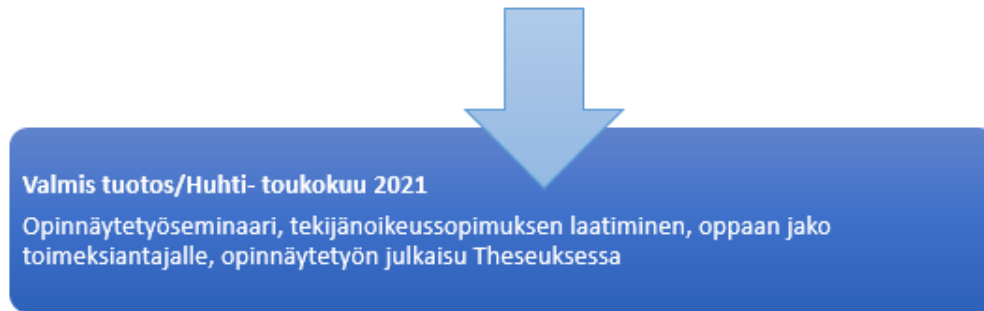 Valmis tuotos/Huhti- toukokuu 2021
Opinnäytetyöseminaari, tekijänoikeussopimuksen laatiminen, oppaan jako
toimeksiantajalle, opinnäytetyön julkaisu Theseuksessa